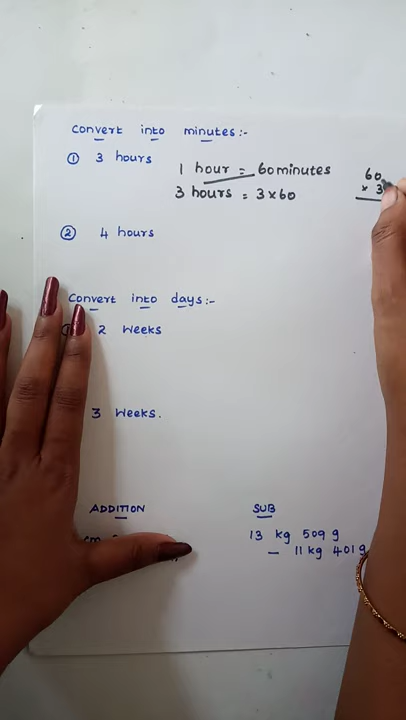 Convert into minutes:-
① 3 hours
1 hour = 60 minutes
3 hours = 3 × 60
60
× 3
② 4 hours
Convert into days:-
2 Weeks
3 Weeks.
ADDITION
cm
SUB
13 kg 509 g
— 11 kg 401 g